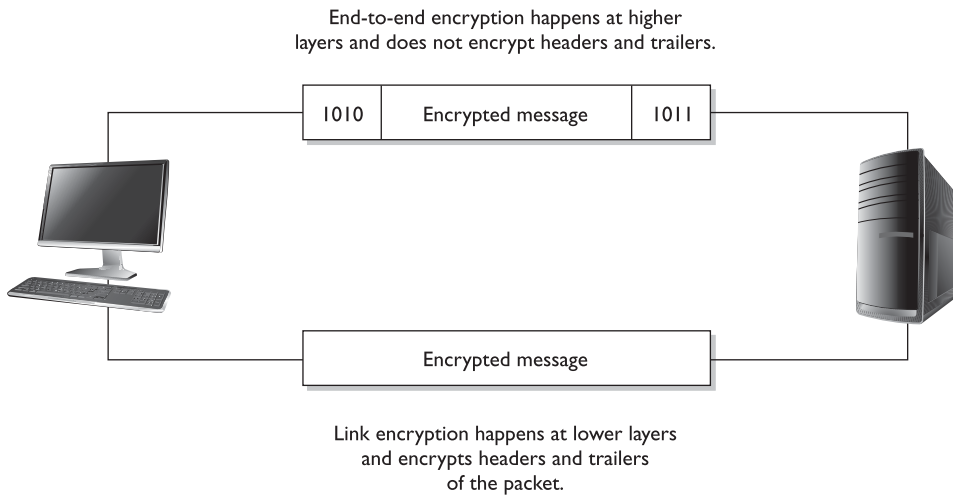 End-to-end encryption happens at higher
layers and does not encrypt headers and trailers.
1010 Encrypted message 1011
Encrypted message
Link encryption happens at lower layers
and encrypts headers and trailers
of the packet.